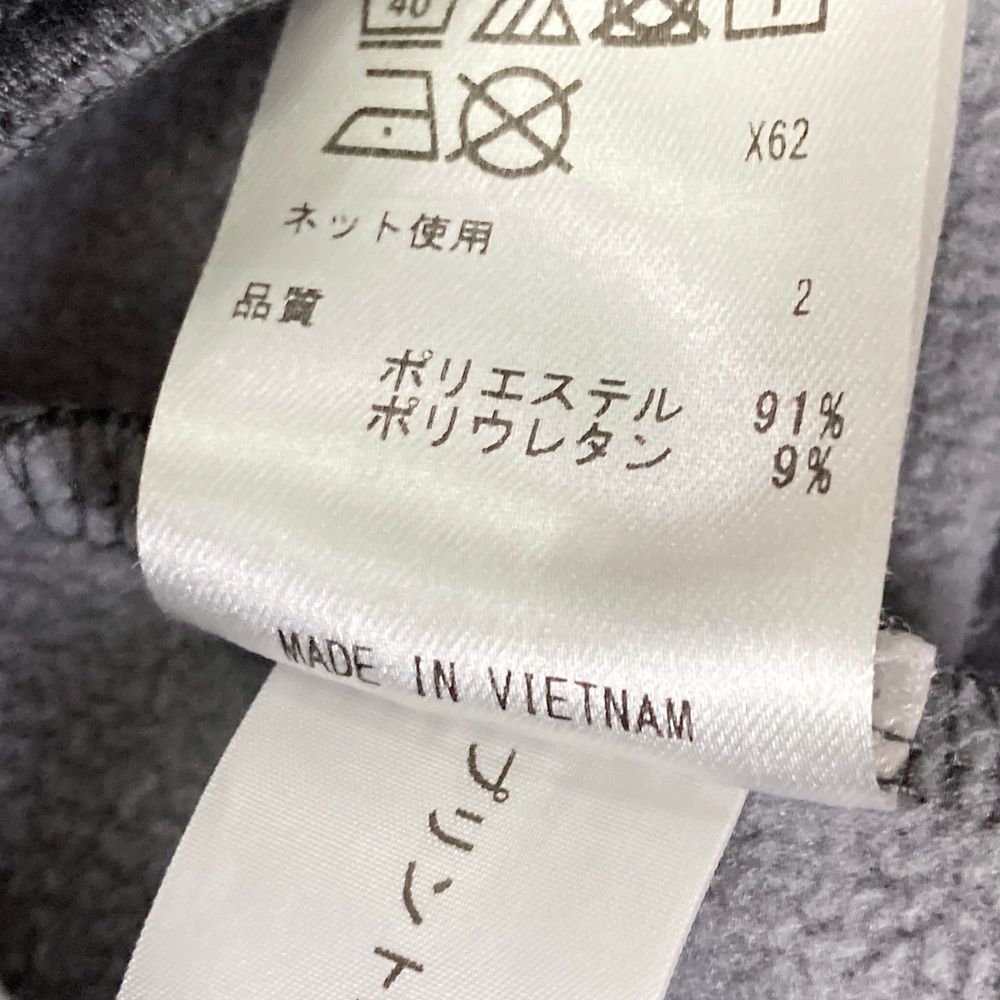 40
X62
ネット使用
品質 2
ポリエステル 91%
ポリウレタン 9%
MADE IN VIETNAM
プリント